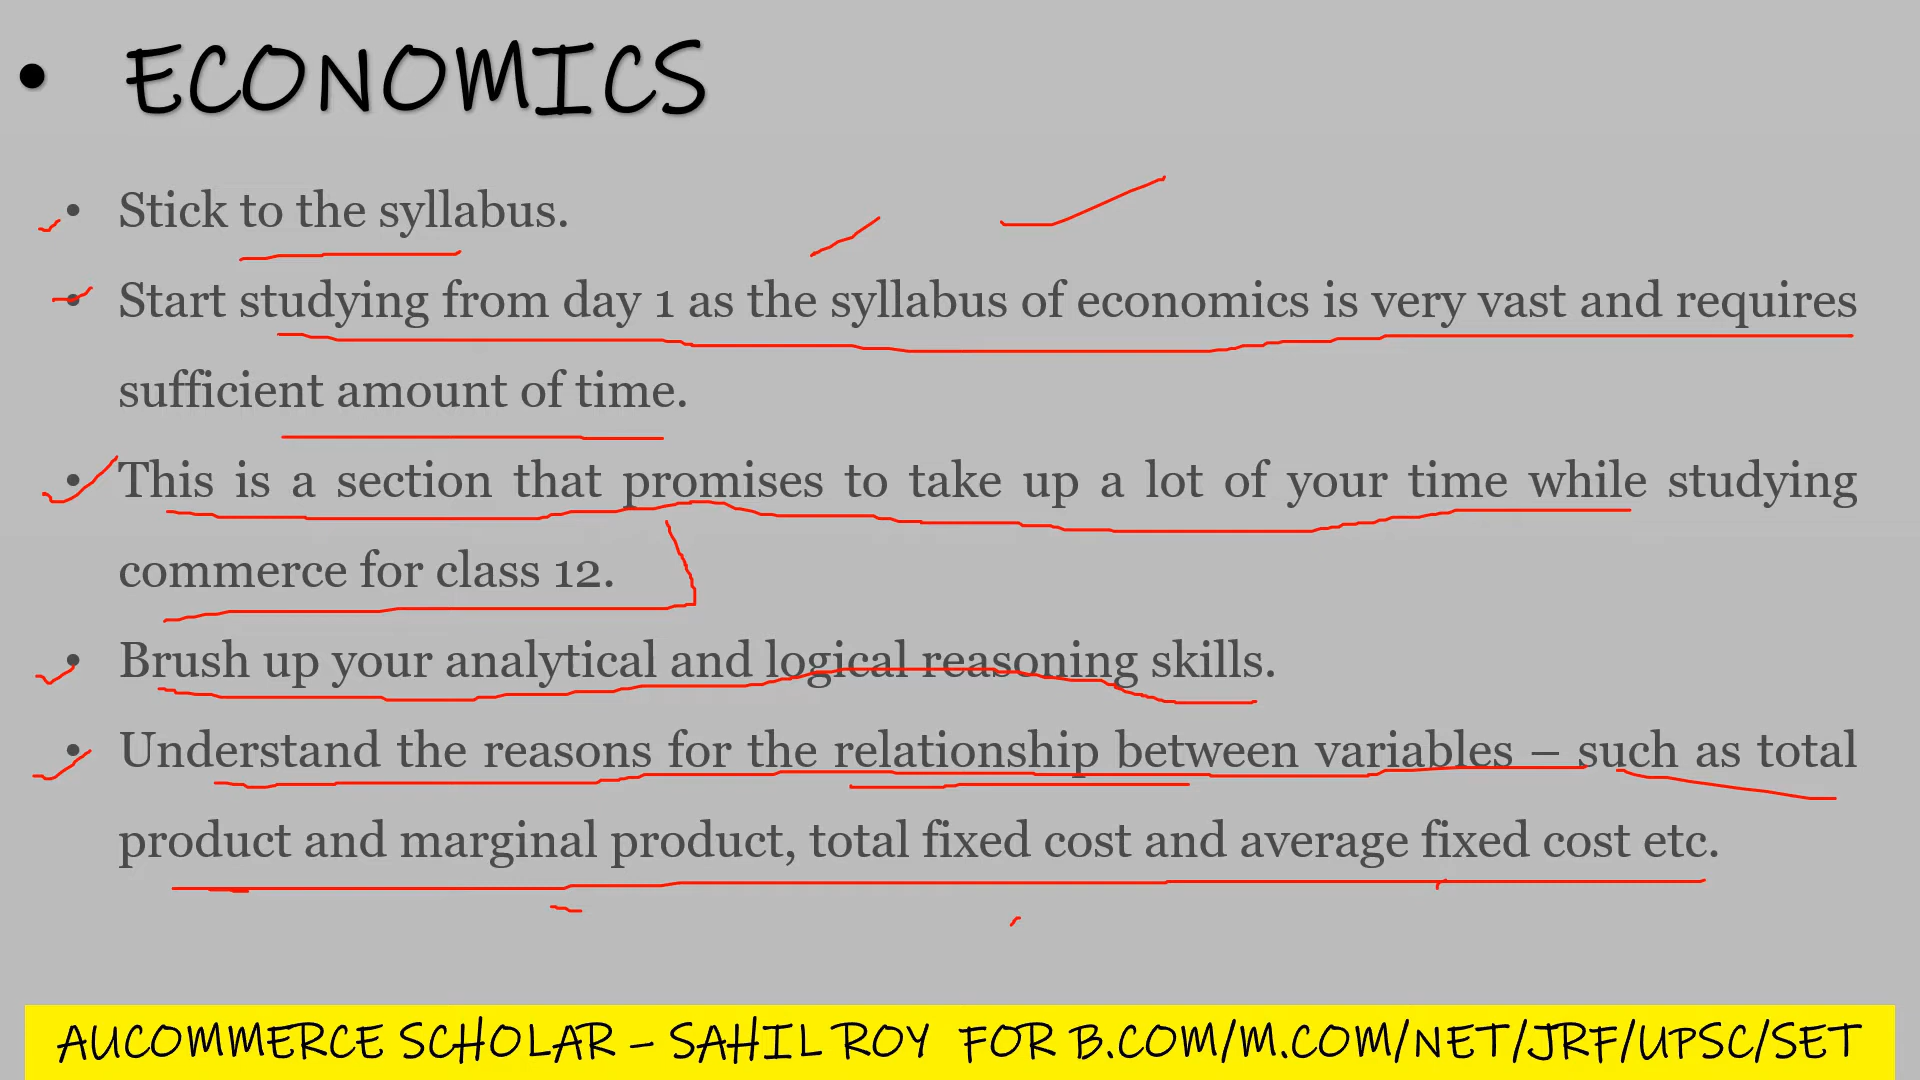 • ECONOMICS
• Stick to the syllabus.
• Start studying from day 1 as the syllabus of economics is very vast and requires
sufficient amount of time.
• This is a section that promises to take up a lot of your time while studying
commerce for class 12.
• Brush up your analytical and logical reasoning skills.
• Understand the reasons for the relationship between variables – such as total
product and marginal product, total fixed cost and average fixed cost etc.
AUCOMMERCE SCHOLAR – SAHIL ROY FOR B.COM/M.COM/NET/JRF/UPSC/SET